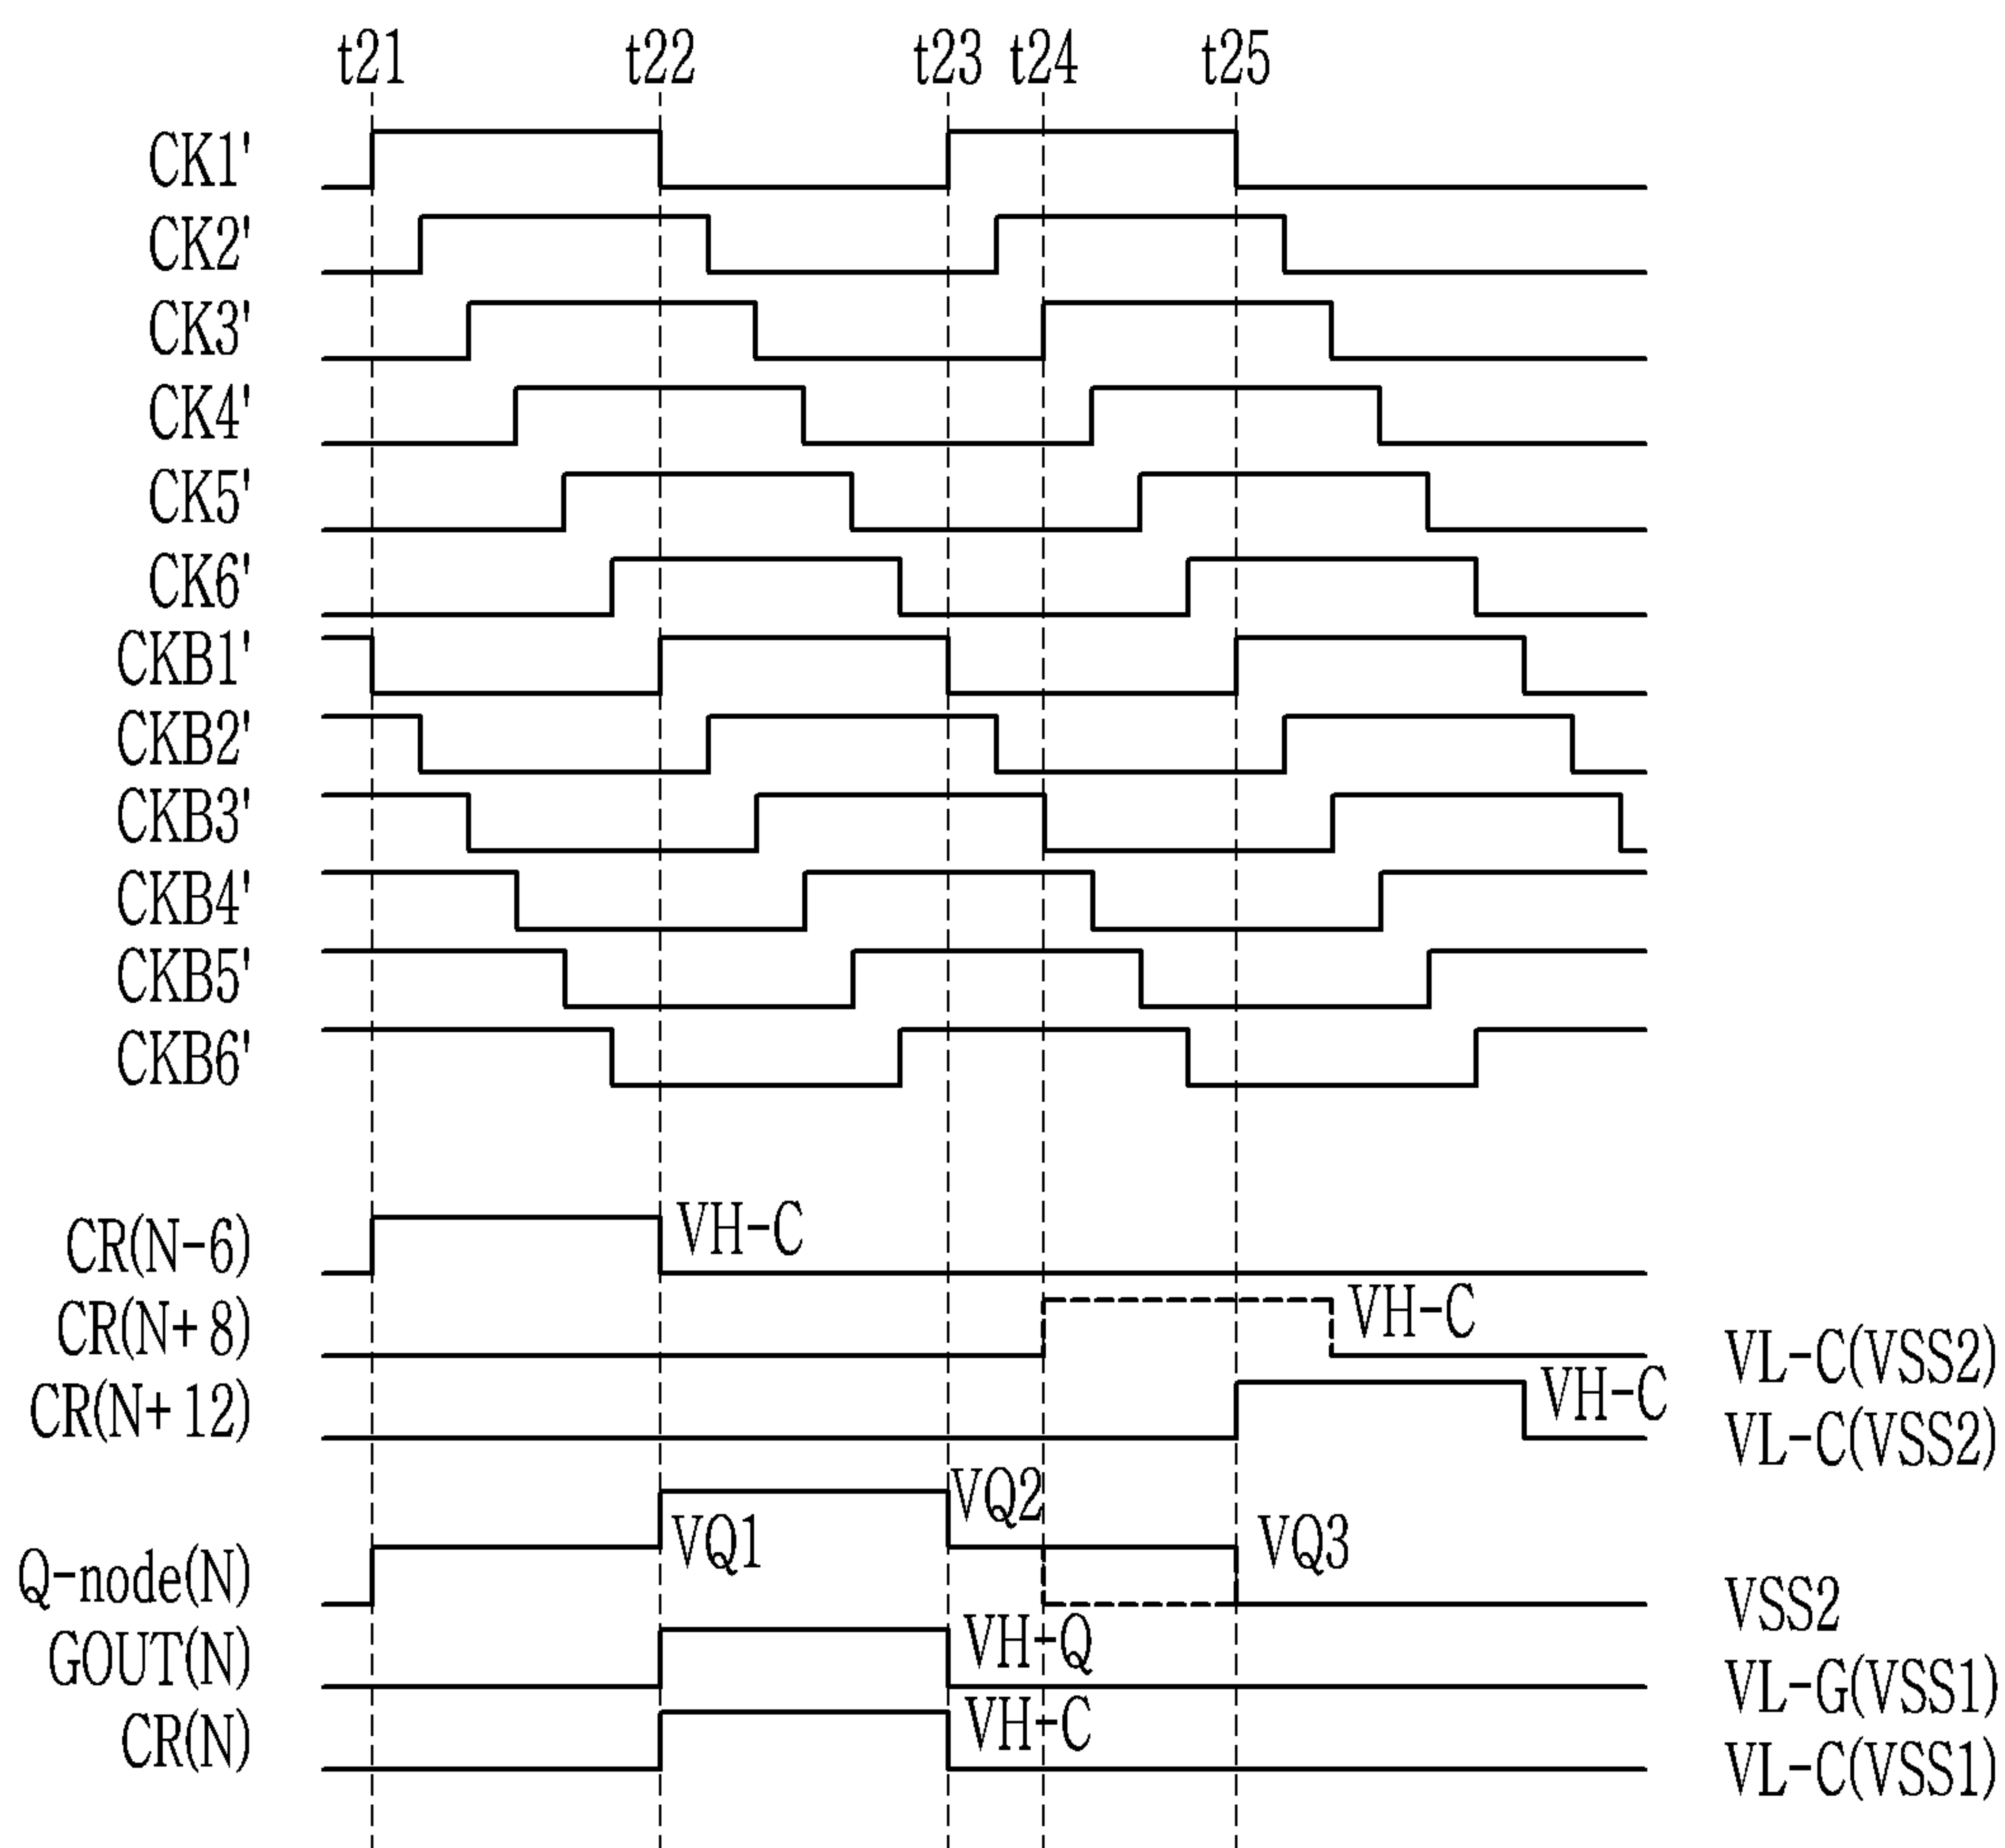 t21 t22 t23 t24 t25
CK1'
CK2'
CK3'
CK4'
CK5'
CK6'
CKB1'
CKB2'
CKB3'
CKB4'
CKB5'
CKB6'
CR(N-6) VH-C
CR(N+8) VH-C VL-C(VSS2)
CR(N+12) VH-C VL-C(VSS2)
Q-node(N) VQ1 VQ2 VQ3 VSS2
GOUT(N) VH-Q VL-G(VSS1)
CR(N) VH-C VL-C(VSS1)